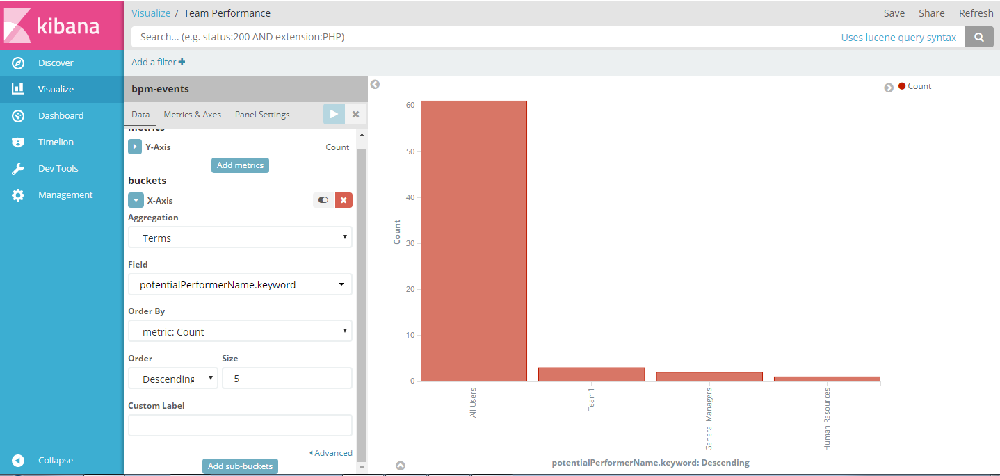 kibana
Discover
Visualize
Dashboard
Timelion
Dev Tools
Management
Collapse
Visualize / Team Performance
Save Share Refresh
Search... (e.g. status:200 AND extension:PHP)
Uses lucene query syntax
Add a filter
bpm-events
Data Metrics & Axes Panel Settings
metrics
Y-Axis Count
Add metrics
buckets
X-Axis
Aggregation
Terms
Field
potentialPerformerName.keyword
Order By
metric: Count
Order Size
Descending 5
Custom Label
Advanced
Add sub-buckets
Count
60
50
40
30
20
10
0
Count
All Users
Team1
General Managers
Human Resources
potentialPerformerName.keyword: Descending